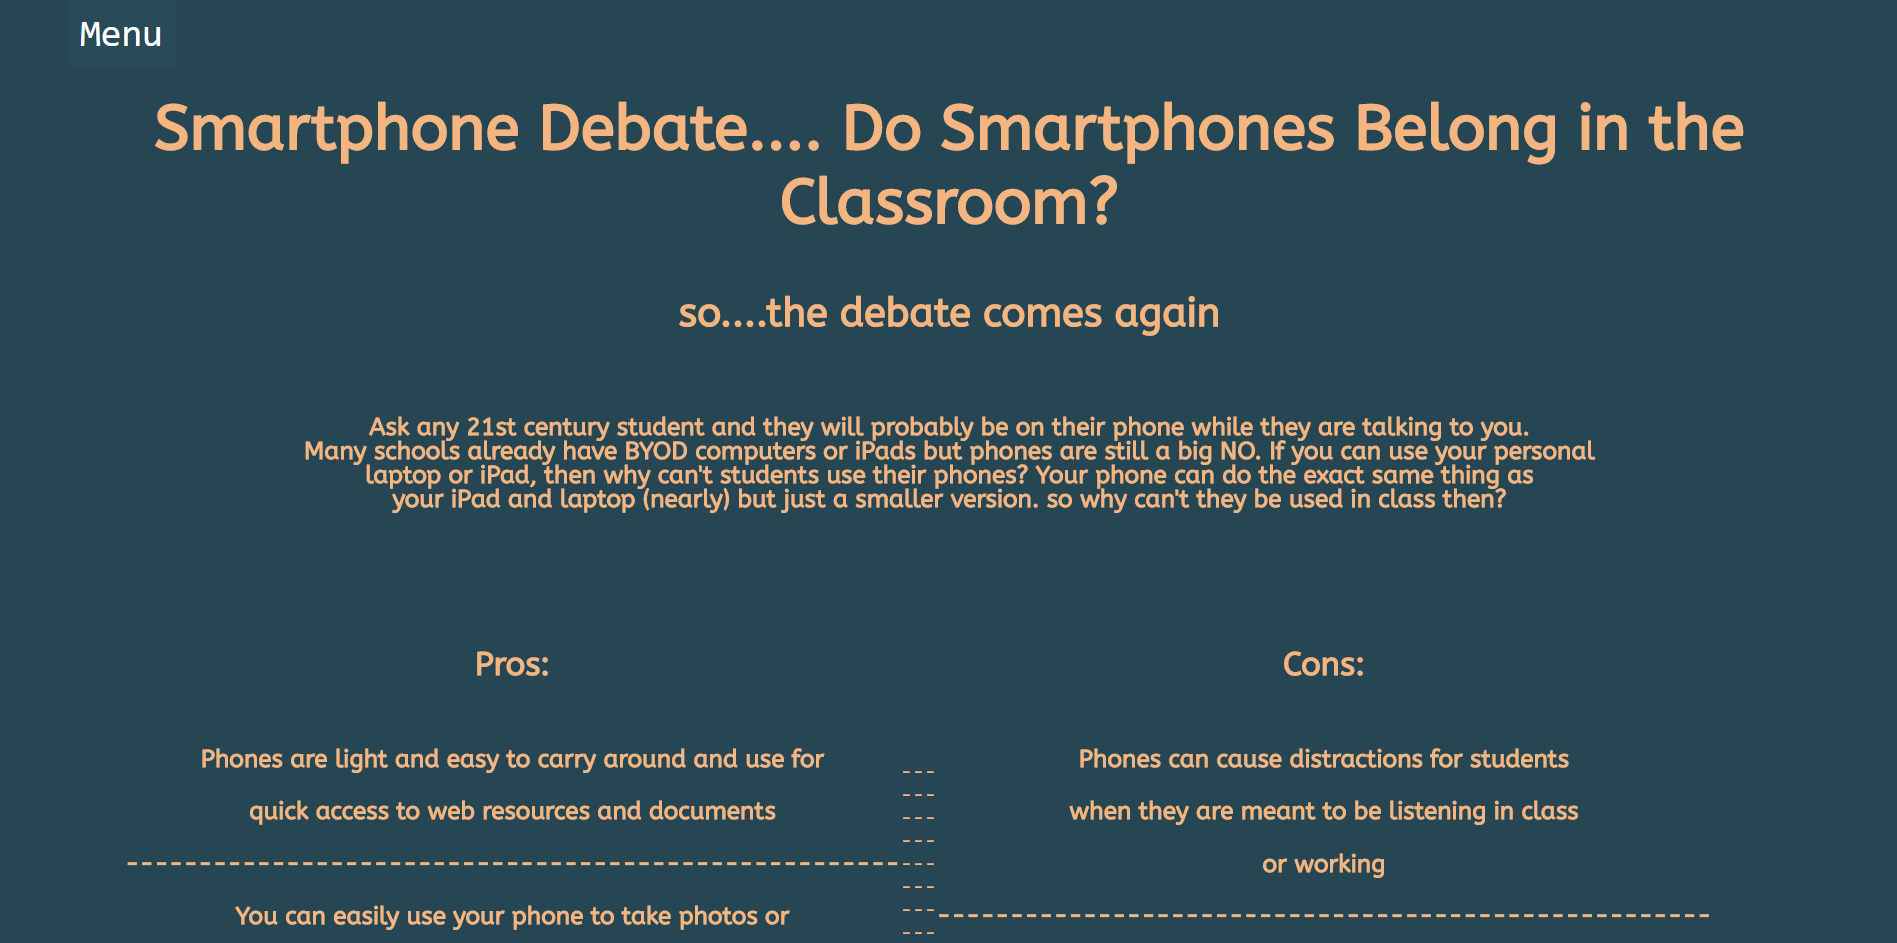 Menu
Smartphone Debate.... Do Smartphones Belong in the
Classroom?
so....the debate comes again
Ask any 21st century student and they will probably be on their phone while they are talking to you.
Many schools already have BYOD computers or iPads but phones are still a big NO. If you can use your personal
laptop or iPad, then why can't students use their phones? Your phone can do the exact same thing as
your iPad and laptop (nearly) but just a smaller version. so why can't they be used in class then?
Pros:
Phones are light and easy to carry around and use for
quick access to web resources and documents
You can easily use your phone to take photos or
Cons:
Phones can cause distractions for students
when they are meant to be listening in class
or working